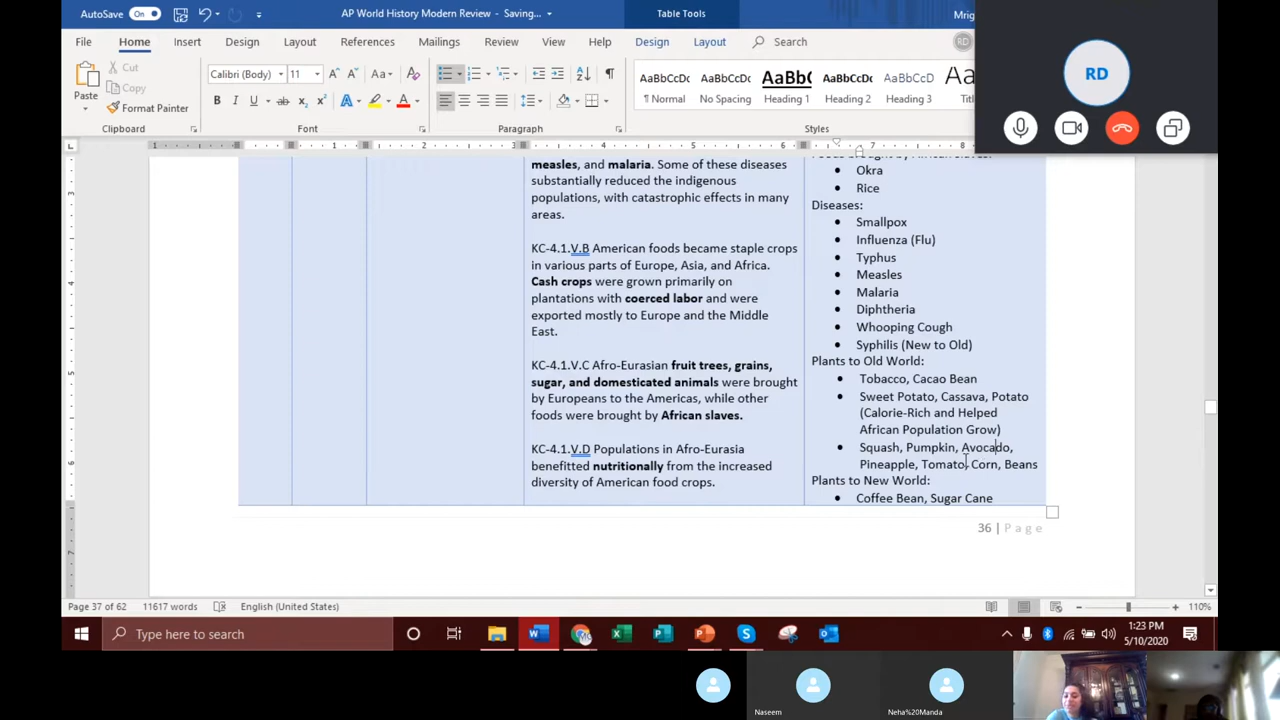 AutoSave On AP World History Modern Review - Saving... Table Tools Mrig
File Home Insert Design Layout References Mailings Review View Help Design Layout Search RD
RD
Paste Cut Copy Format Painter
Calibri (Body) 11
AaBbCcDc AaBbCcDc AaBbCc AaBbCcDc AaBbCcDd
¶ Normal No Spacing Heading 1 Heading 2 Heading 3
Clipboard Font Paragraph Styles
measles, and malaria. Some of these diseases
substantially reduced the indigenous
populations, with catastrophic effects in many
areas.
KC-4.1.V.B American foods became staple crops
in various parts of Europe, Asia, and Africa.
Cash crops were grown primarily on
plantations with coerced labor and were
exported mostly to Europe and the Middle
East.
KC-4.1.V.C Afro-Eurasian fruit trees, grains,
sugar, and domesticated animals were brought
by Europeans to the Americas, while other
foods were brought by African slaves.
KC-4.1.V.D Populations in Afro-Eurasia
benefitted nutritionally from the increased
diversity of American food crops.
Okra
Rice
Diseases:
Smallpox
Influenza (Flu)
Typhus
Measles
Malaria
Diphtheria
Whooping Cough
Syphilis (New to Old)
Plants to Old World:
Tobacco, Cacao Bean
Sweet Potato, Cassava, Potato
(Calorie-Rich and Helped
African Population Grow)
Squash, Pumpkin, Avocado,
Pineapple, Tomato, Corn, Beans
Plants to New World:
Coffee Bean, Sugar Cane
36 | Page
Page 37 of 62 11617 words English (United States) 110%
Type here to search
1:23 PM
5/10/2020
Naseem Neha%20Manda